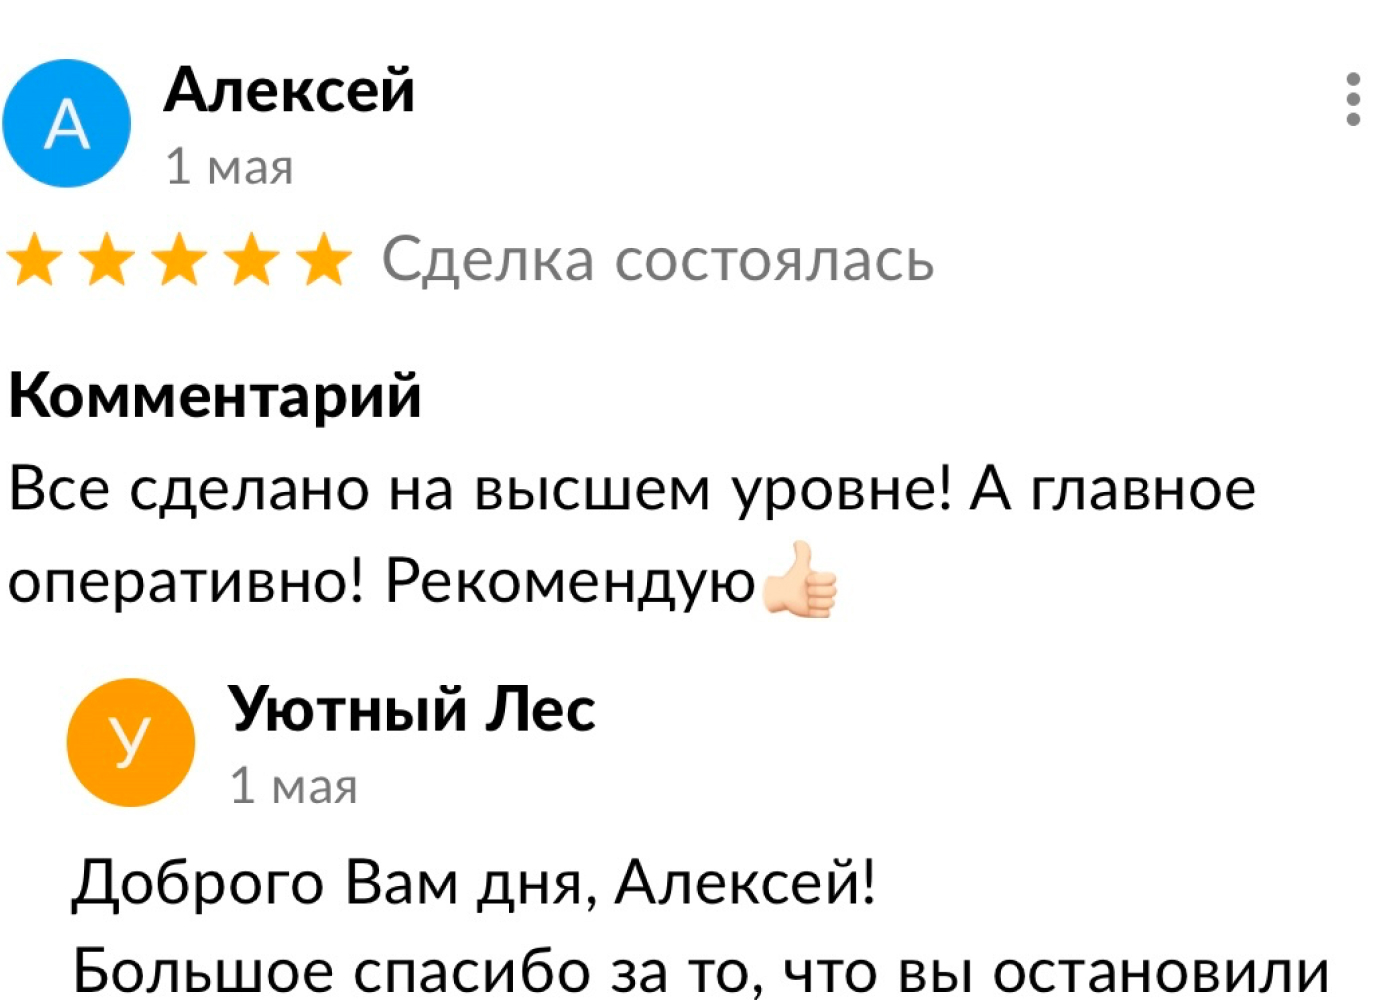 А
Алексей
1 мая
Сделка состоялась
Комментарий
Все сделано на высшем уровне! А главное
оперативно! Рекомендую👍🏻
У
Уютный Лес
1 мая
Доброго Вам дня, Алексей!
Большое спасибо за то, что вы остановили